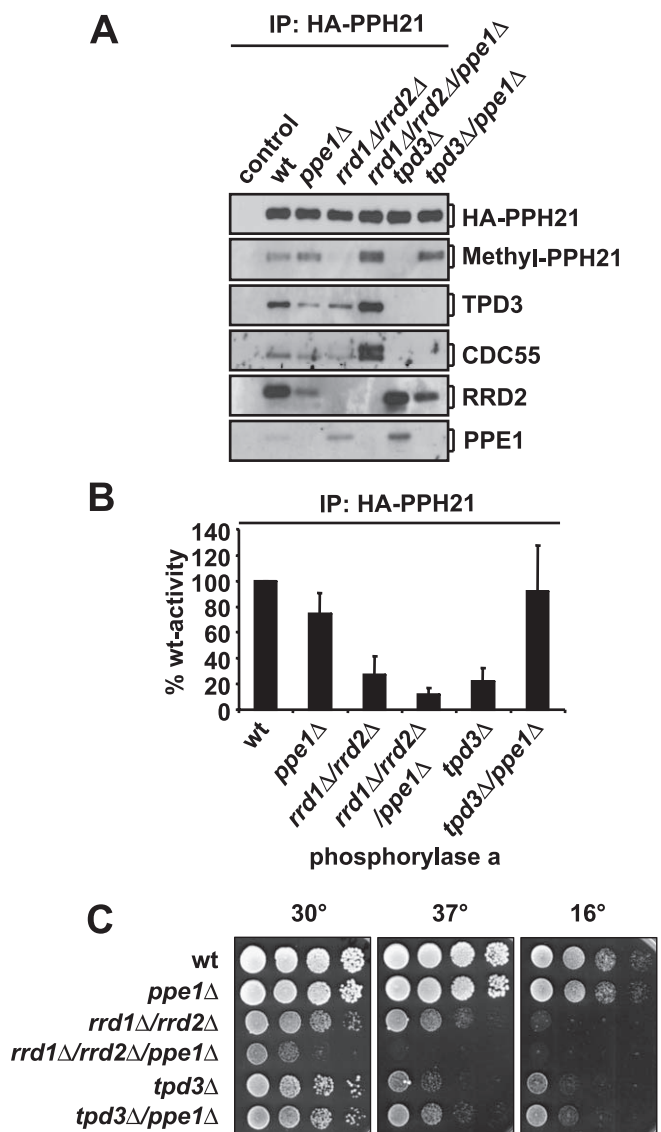 A
IP: HA-PPH21
control
wt
ppe1Δ
rrd1Δ/rrd2Δ
rrd1Δ/rrd2Δ/ppe1Δ
tpd3Δ
tpd3Δ/ppe1Δ
HA-PPH21
Methyl-PPH21
TPD3
CDC55
RRD2
PPE1
B
IP: HA-PPH21
% wt-activity
140
120
100
80
60
40
20
0
wt
ppe1Δ
rrd1Δ/rrd2Δ
rrd1Δ/rrd2Δ
/ppe1Δ
tpd3Δ
tpd3Δ/ppe1Δ
phosphorylase a
C
30° 37° 16°
wt
ppe1Δ
rrd1Δ/rrd2Δ
rrd1Δ/rrd2Δ/ppe1Δ
tpd3Δ
tpd3Δ/ppe1Δ